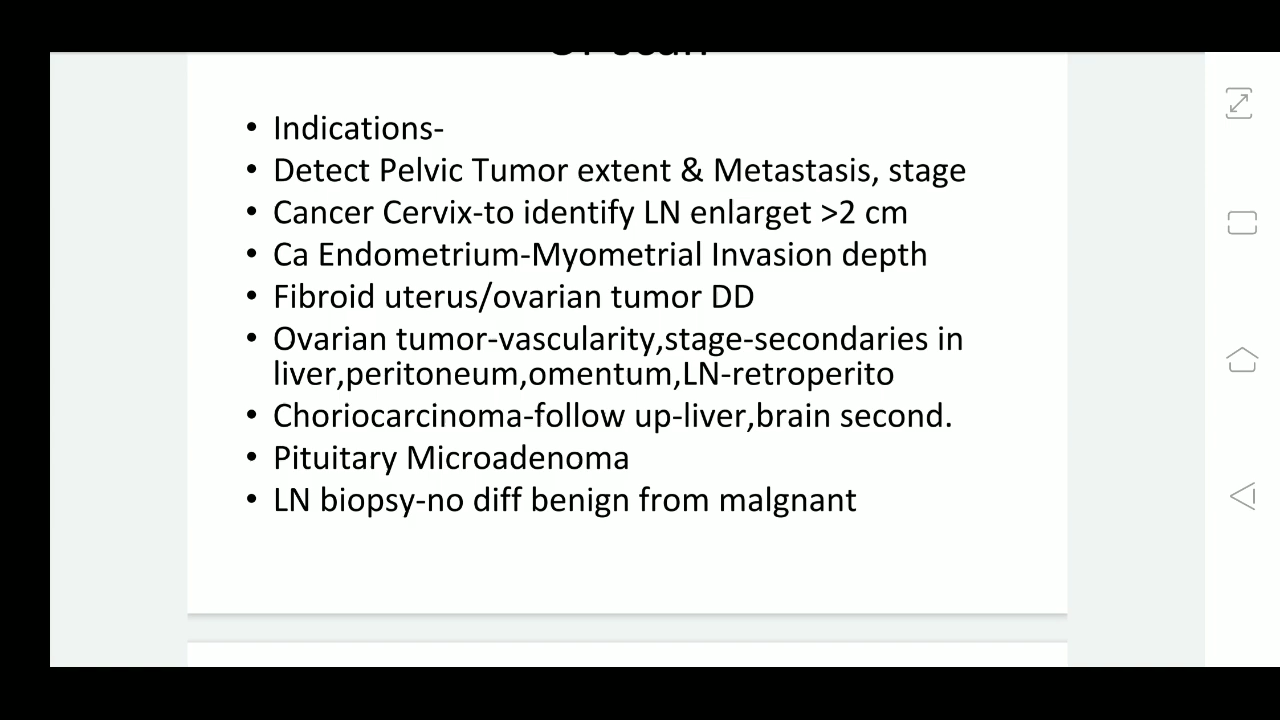 • Indications-
• Detect Pelvic Tumor extent & Metastasis, stage
• Cancer Cervix-to identify LN enlarget >2 cm
• Ca Endometrium-Myometrial Invasion depth
• Fibroid uterus/ovarian tumor DD
• Ovarian tumor-vascularity,stage-secondaries in
liver,peritoneum,omentum,LN-retroperito
• Choriocarcinoma-follow up-liver,brain second.
• Pituitary Microadenoma
• LN biopsy-no diff benign from malgnant